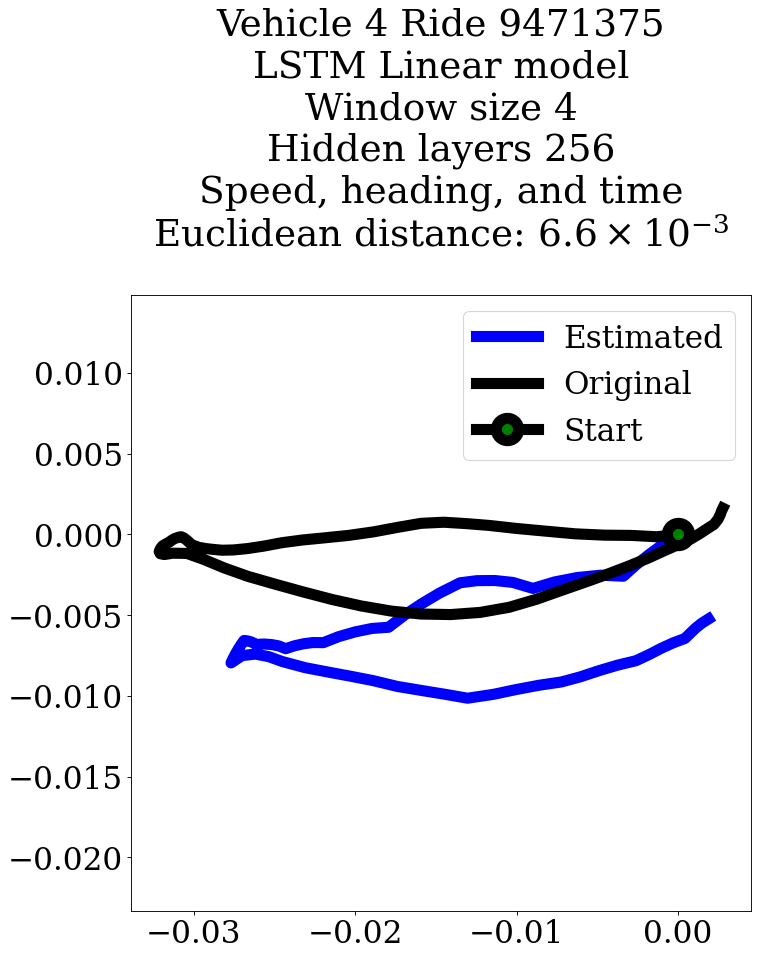 Vehicle 4 Ride 9471375
LSTM Linear model
Window size 4
Hidden layers 256
Speed, heading, and time
Euclidean distance: 6.6 × 10⁻³
Estimated
Original
Start
0.010
0.005
0.000
−0.005
−0.010
−0.015
−0.020
−0.03 −0.02 −0.01 0.00